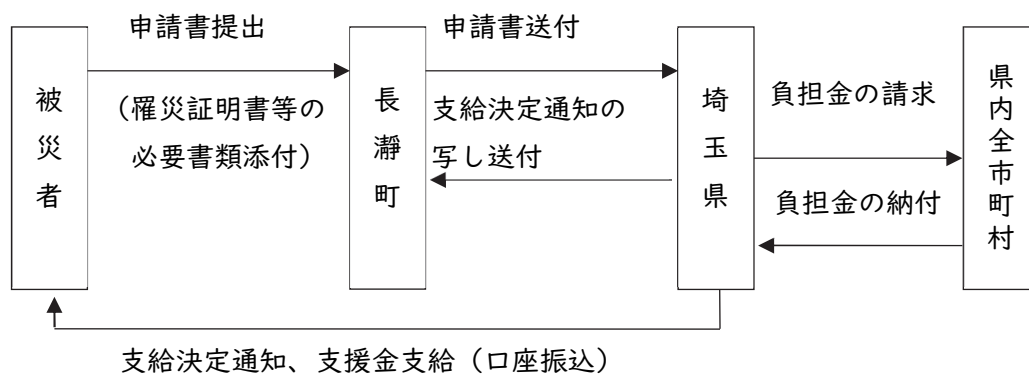 申請書提出
申請書送付
被災者
(罹災証明書等の
必要書類添付)
長瀞町
支給決定通知の
写し送付
埼玉県
負担金の請求
負担金の納付
県内全市町村
支給決定通知、支援金支給（口座振込）